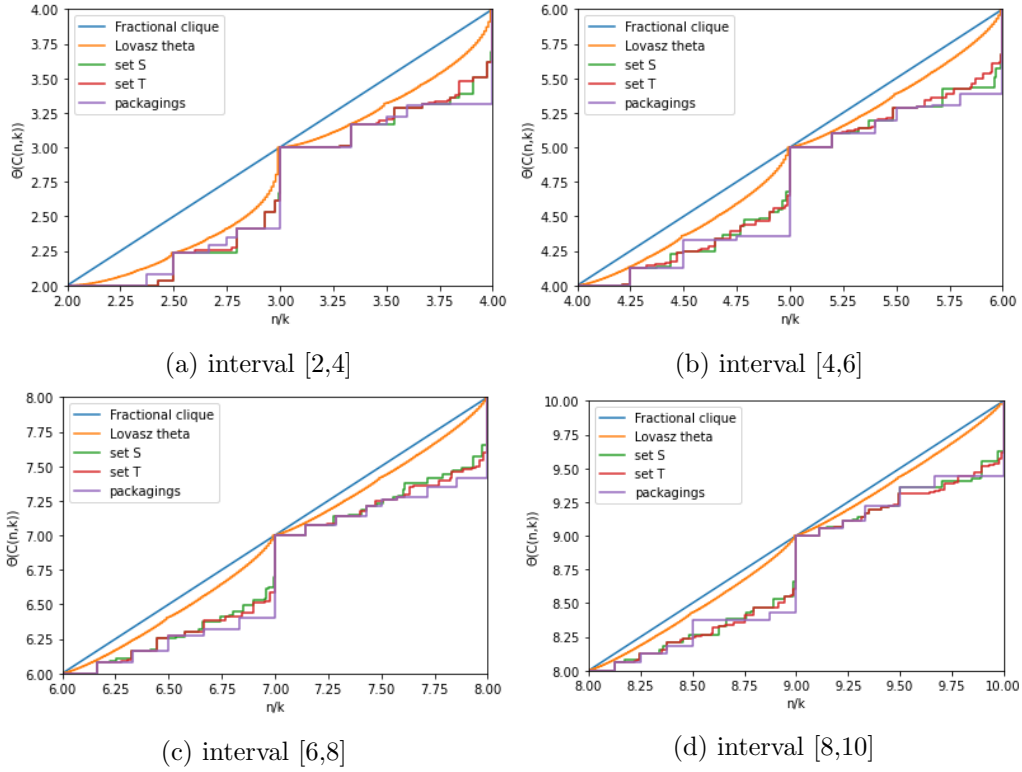 4.00
3.75
3.50
3.25
3.00
2.75
2.50
2.25
2.00
Θ(C(n,k))
Fractional clique
Lovasz theta
set S
set T
packagings
2.00 2.25 2.50 2.75 3.00 3.25 3.50 3.75 4.00
n/k
(a) interval [2,4]
6.00
5.75
5.50
5.25
5.00
4.75
4.50
4.25
4.00
Θ(C(n,k))
Fractional clique
Lovasz theta
set S
set T
packagings
4.00 4.25 4.50 4.75 5.00 5.25 5.50 5.75 6.00
n/k
(b) interval [4,6]
8.00
7.75
7.50
7.25
7.00
6.75
6.50
6.25
6.00
Θ(C(n,k))
Fractional clique
Lovasz theta
set S
set T
packagings
6.00 6.25 6.50 6.75 7.00 7.25 7.50 7.75 8.00
n/k
(c) interval [6,8]
10.00
9.75
9.50
9.25
9.00
8.75
8.50
8.25
8.00
Θ(C(n,k))
Fractional clique
Lovasz theta
set S
set T
packagings
8.00 8.25 8.50 8.75 9.00 9.25 9.50 9.75 10.00
n/k
(d) interval [8,10]